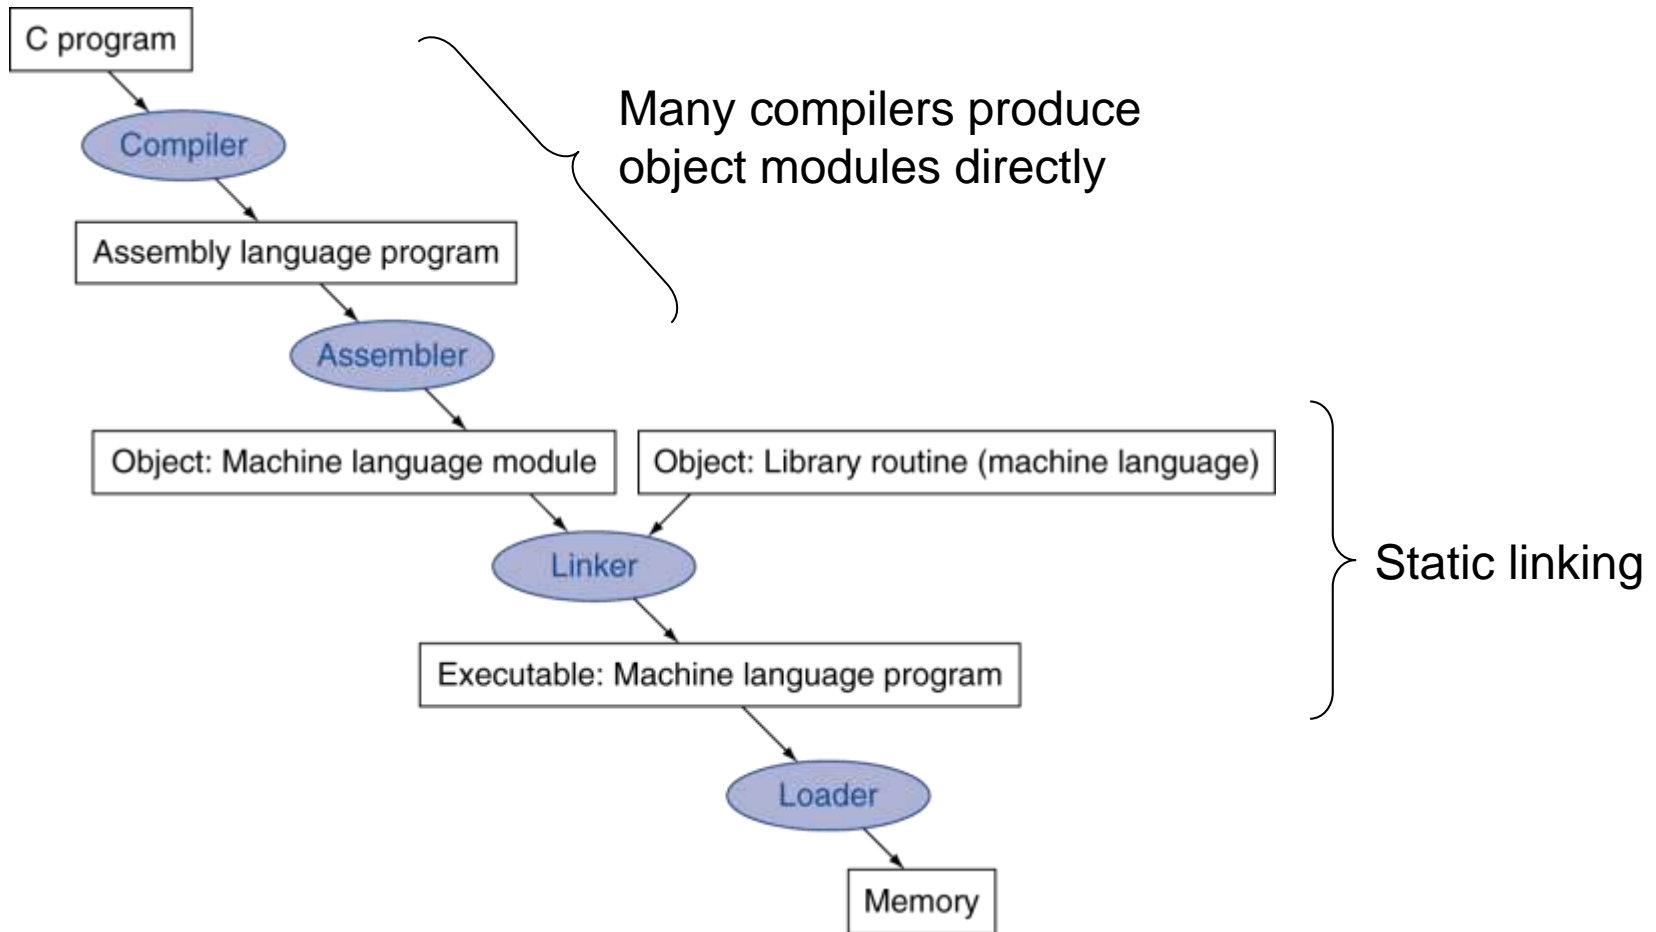 C program
Many compilers produce
object modules directly
Compiler
Assembly language program
Assembler
Object: Machine language module
Object: Library routine (machine language)
Linker
Static linking
Executable: Machine language program
Loader
Memory